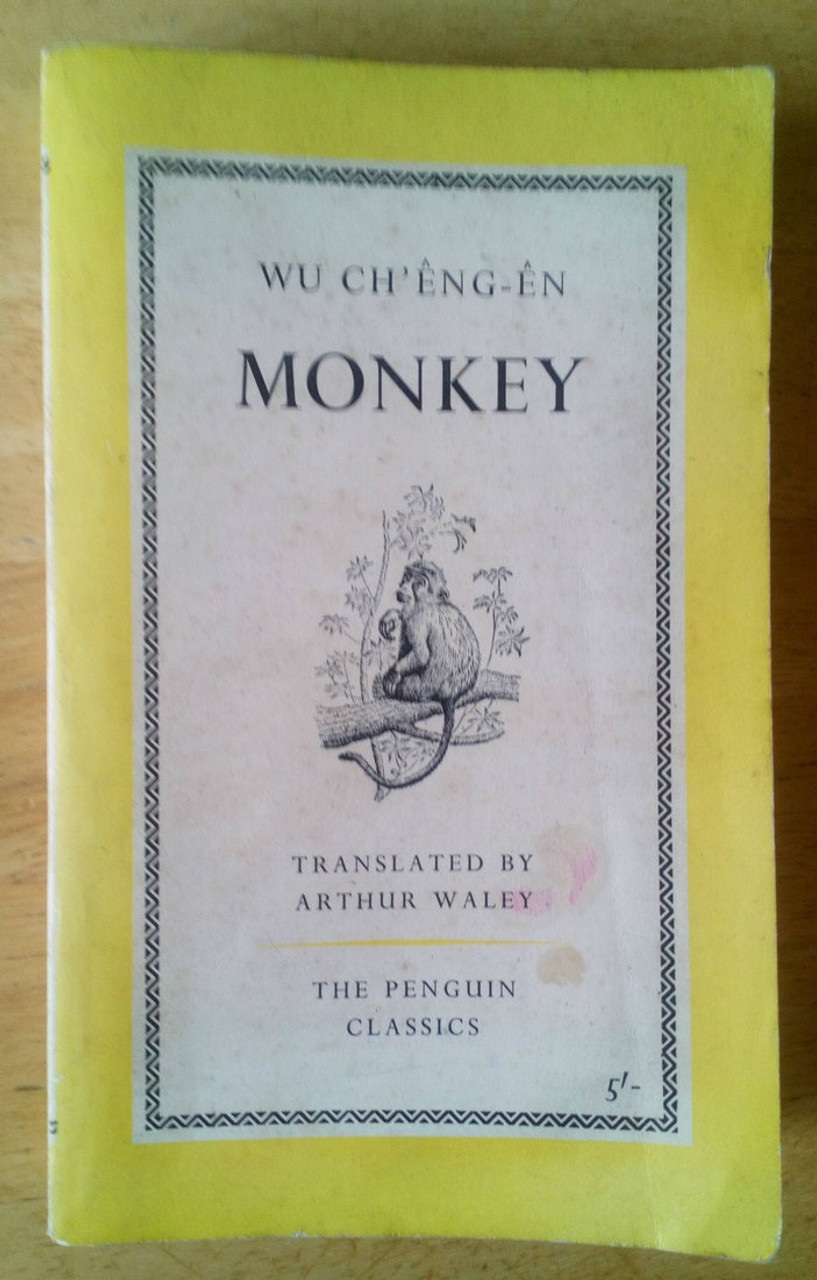 WU CH'ÊNG-ÊN
MONKEY
TRANSLATED BY
ARTHUR WALEY
THE PENGUIN
CLASSICS
5/-